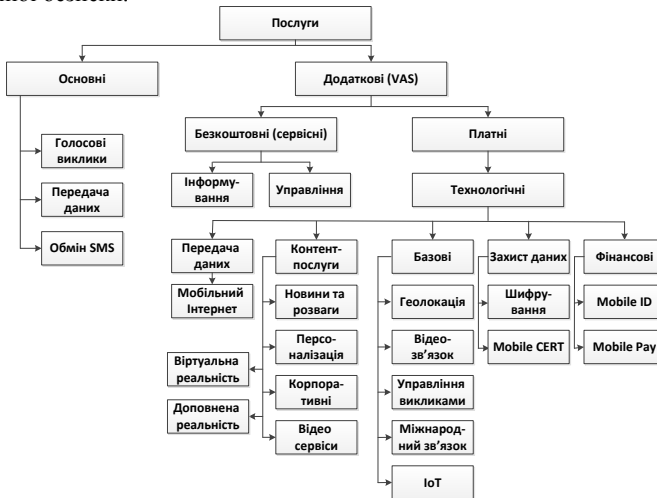 Послуги
Основні
Додаткові (VAS)
Голосові
виклики
Передача
даних
Обмін SMS
Безкоштовні (сервісні)
Платні
Інформу-
вання
Управління
Технологічні
Передача
даних
Мобільний
Інтернет
Контент-
послуги
Новини та
розваги
Персо-
налізація
Віртуальна
реальність
Корпора-
тивні
Доповнена
реальність
Відео
сервіси
Базові
Геолокація
Відео-
зв’язок
Управління
викликами
Міжнарод-
ний зв’язок
IoT
Захист даних
Шифру-
вання
Mobile CERT
Фінансові
Mobile ID
Mobile Pay